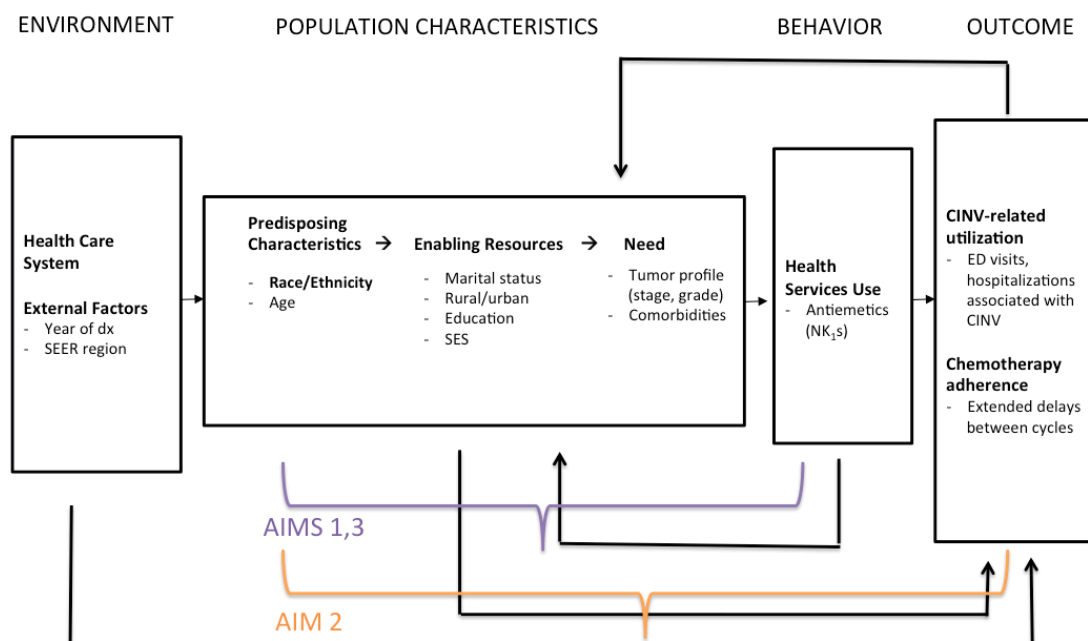 ENVIRONMENT
POPULATION CHARACTERISTICS
BEHAVIOR
OUTCOME
Health Care
System
External Factors
- Year of dx
- SEER region
Predisposing
Characteristics →
- Race/Ethnicity
- Age
Enabling Resources →
- Marital status
- Rural/urban
- Education
- SES
Need
- Tumor profile
(stage, grade)
- Comorbidities
Health
Services Use
- Antiemetics
(NK₁s)
CINV-related
utilization
- ED visits,
hospitalizations
associated with
CINV
Chemotherapy
adherence
- Extended delays
between cycles
AIMS 1,3
AIM 2